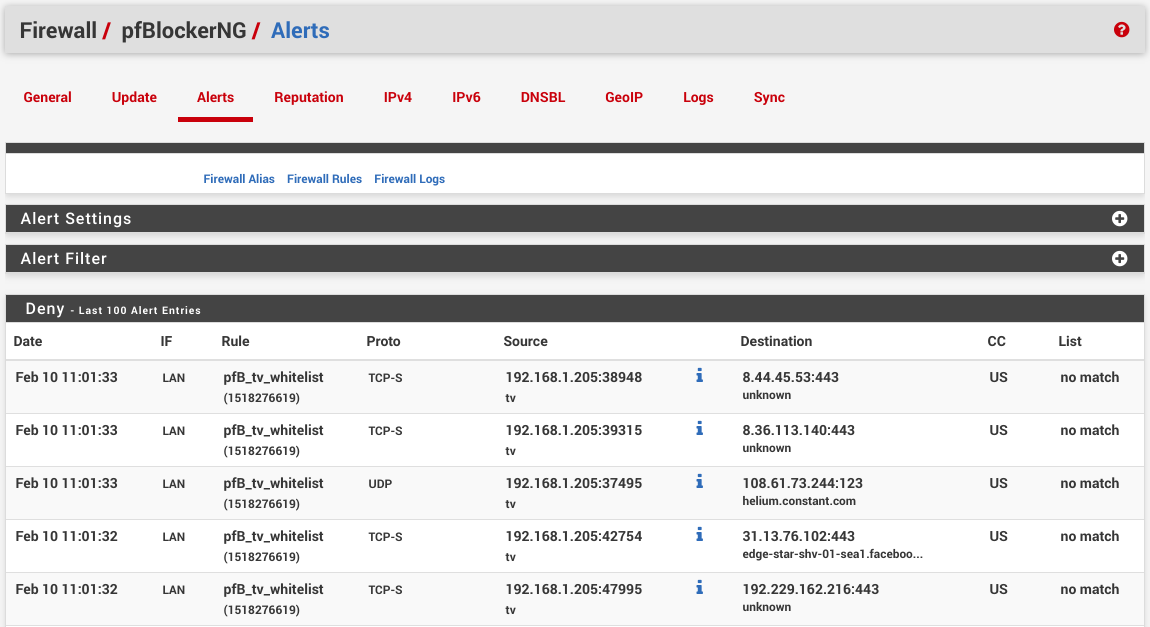 Firewall / pfBlockerNG / Alerts
General Update Alerts Reputation IPv4 IPv6 DNSBL GeoIP Logs Sync
Firewall Alias Firewall Rules Firewall Logs
Alert Settings
Alert Filter
Deny - Last 100 Alert Entries
Date IF Rule Proto Source Destination CC List
Feb 10 11:01:33 LAN pfB_tv_whitelist TCP-S 192.168.1.205:38948 8.44.45.53:443 US no match
(1518276619) tv unknown
Feb 10 11:01:33 LAN pfB_tv_whitelist TCP-S 192.168.1.205:39315 8.36.113.140:443 US no match
(1518276619) tv unknown
Feb 10 11:01:33 LAN pfB_tv_whitelist UDP 192.168.1.205:37495 108.61.73.244:123 US no match
(1518276619) tv helium.constant.com
Feb 10 11:01:32 LAN pfB_tv_whitelist TCP-S 192.168.1.205:42754 31.13.76.102:443 US no match
(1518276619) tv edge-star-shv-01-sea1.faceboo...
Feb 10 11:01:32 LAN pfB_tv_whitelist TCP-S 192.168.1.205:47995 192.229.162.216:443 US no match
(1518276619) tv unknown